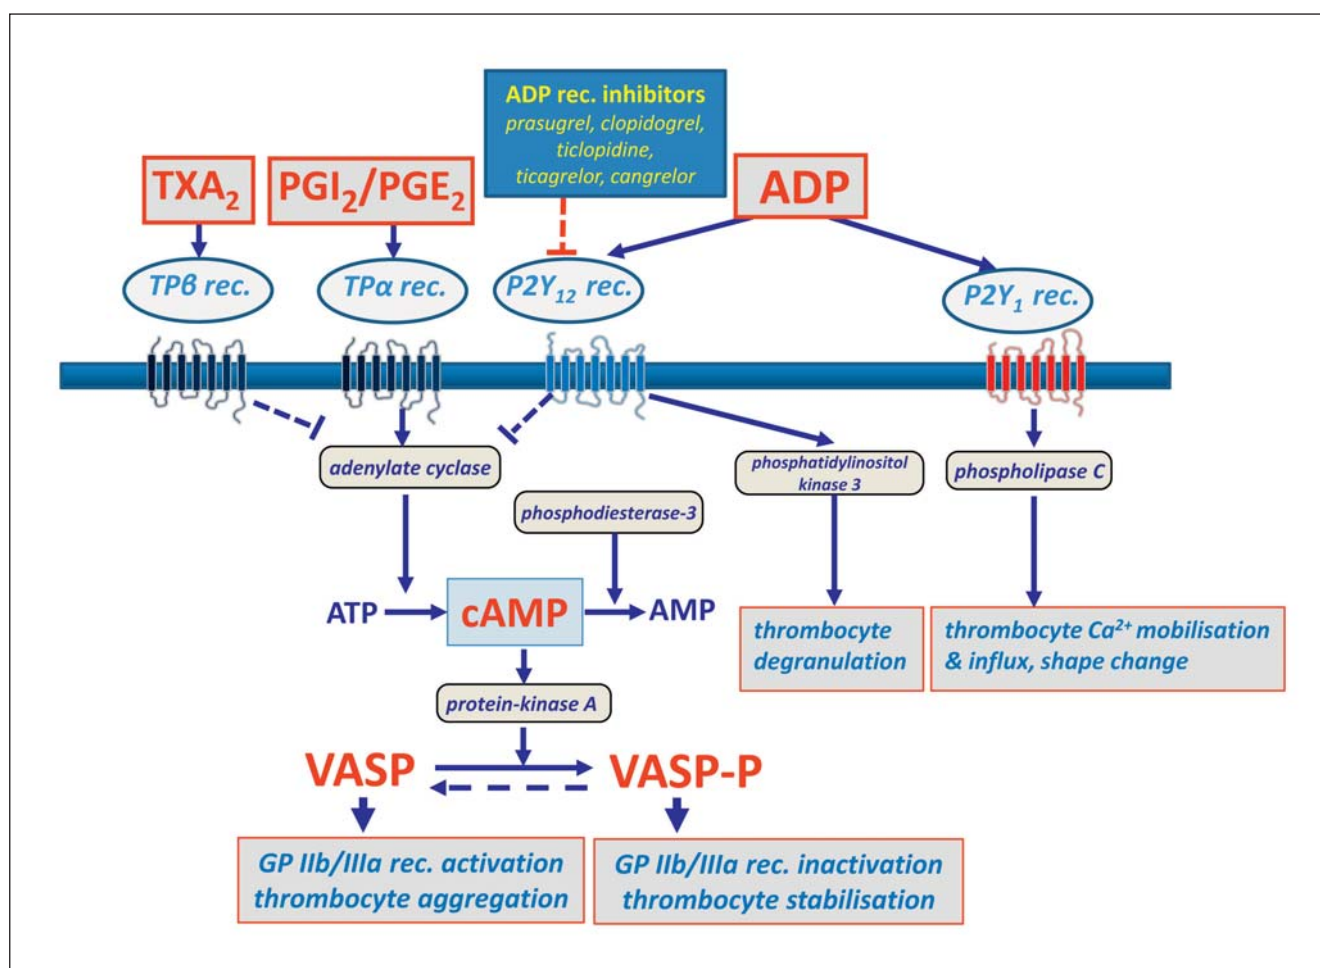 ADP rec. inhibitors
prasugrel, clopidogrel,
ticlopidine,
ticagrelor, cangrelor
TXA₂
PGI₂/PGE₂
ADP
TPβ rec.
TPα rec.
P2Y₁₂ rec.
P2Y₁ rec.
adenylate cyclase
phosphatidylinositol
kinase 3
phospholipase C
phosphodiesterase-3
ATP
cAMP
AMP
thrombocyte
degranulation
thrombocyte Ca²⁺ mobilisation
& influx, shape change
protein-kinase A
VASP
VASP-P
GP IIb/IIIa rec. activation
thrombocyte aggregation
GP IIb/IIIa rec. inactivation
thrombocyte stabilisation